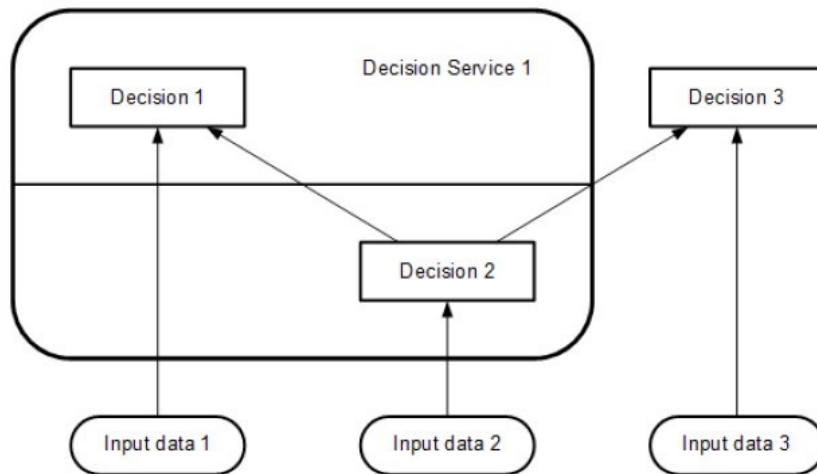 Decision Service 1
Decision 1
Decision 3
Decision 2
Input data 1
Input data 2
Input data 3